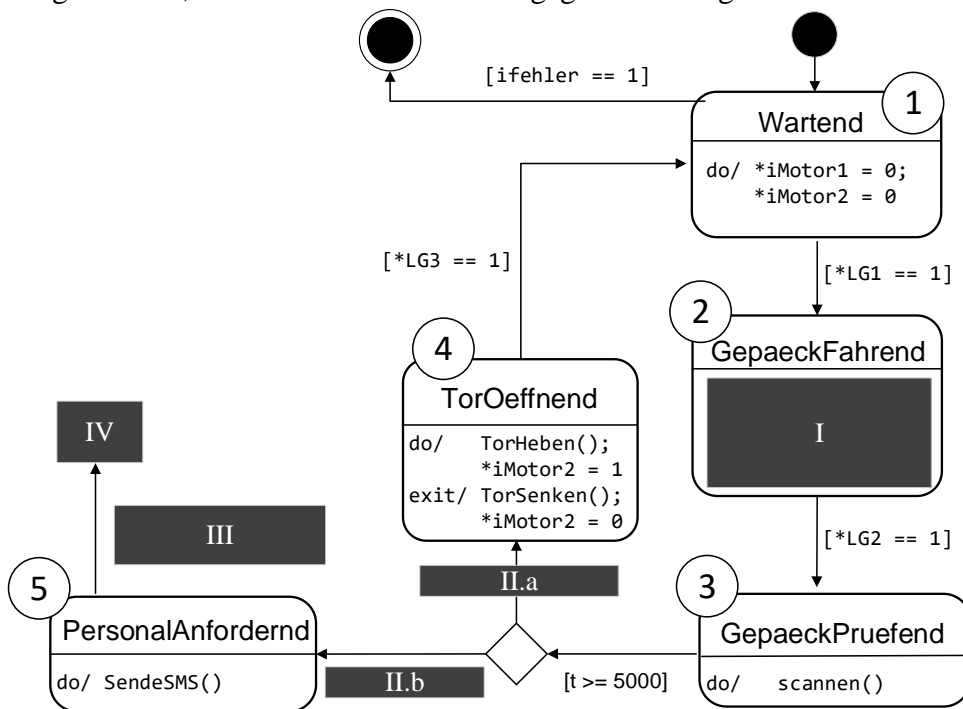 [ifehler == 1]
1
Wartend
do/ *iMotor1 = 0;
*iMotor2 = 0
[*LG3 == 1]
[*LG1 == 1]
2
GepaeckFahrend
I
4
TorOeffnend
do/ TorHeben();
*iMotor2 = 1
exit/ TorSenken();
*iMotor2 = 0
IV
III
[*LG2 == 1]
II.a
5
PersonalAnfordernd
do/ SendeSMS()
II.b
[t >= 5000]
3
GepaeckPruefend
do/ scannen()